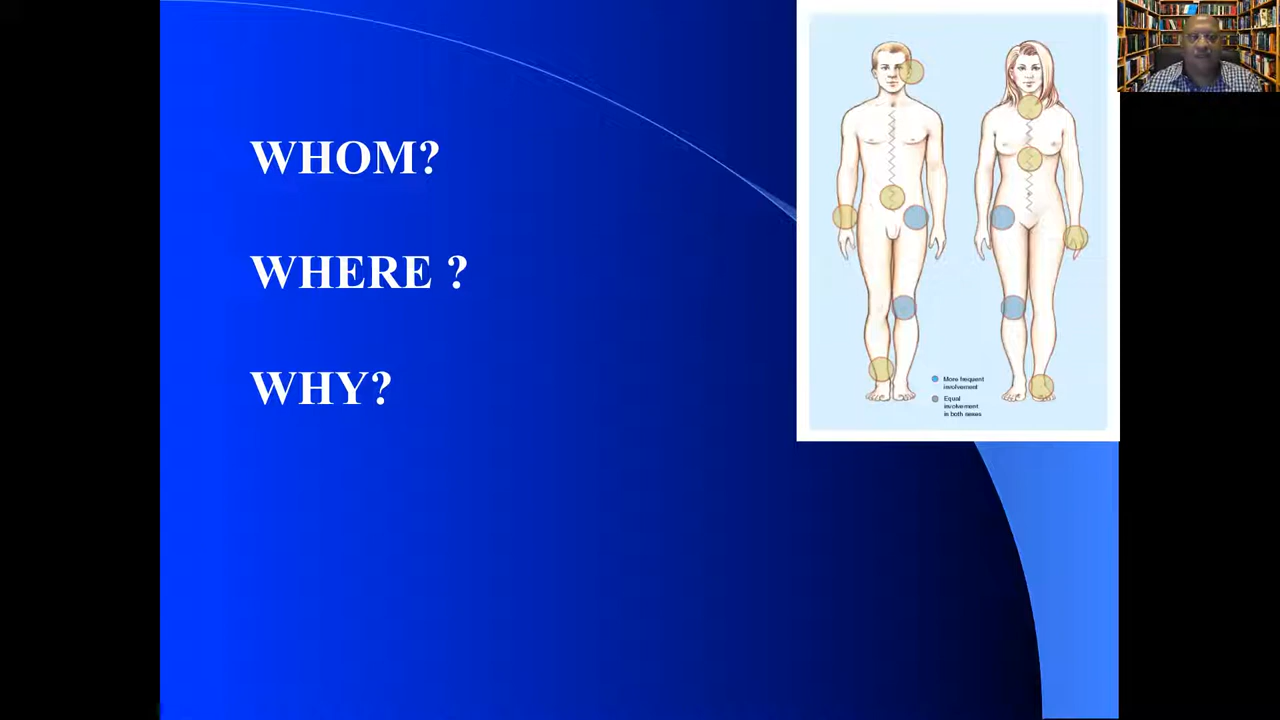 WHOM?
WHERE ?
WHY?
More frequent
involvement
Equal
involvement
in both sexes